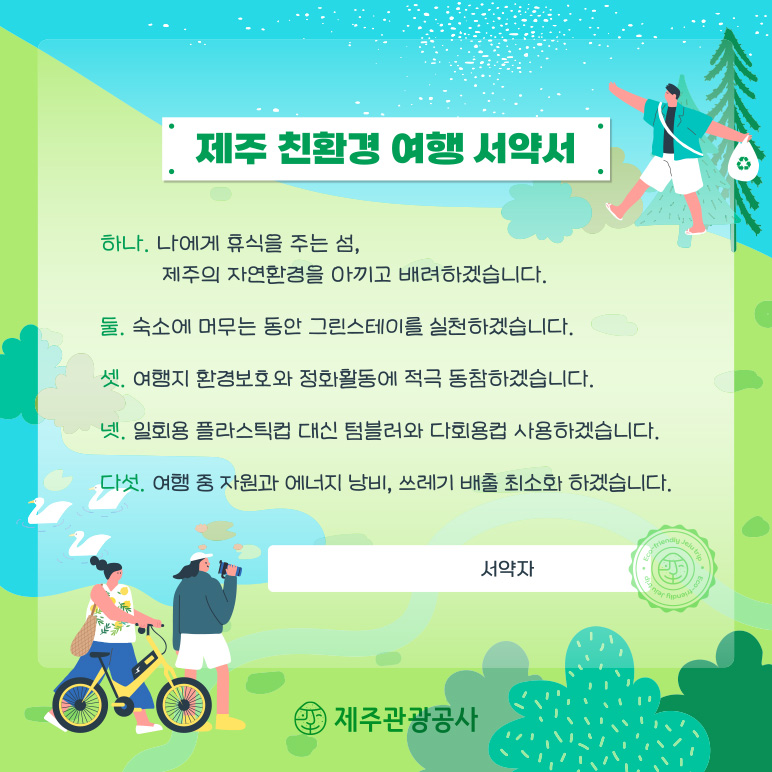 제주 친환경 여행 서약서
하나. 나에게 휴식을 주는 섬,
제주의 자연환경을 아끼고 배려하겠습니다.
둘. 숙소에 머무는 동안 그린스테이를 실천하겠습니다.
셋. 여행지 환경보호와 정화활동에 적극 동참하겠습니다.
넷. 일회용 플라스틱컵 대신 텀블러와 다회용컵 사용하겠습니다.
다섯. 여행 중 자원과 에너지 낭비, 쓰레기 배출 최소화 하겠습니다.
서약자
Eco-friendly Jeju trip
Eco-friendly Jeju trip
제주관광공사